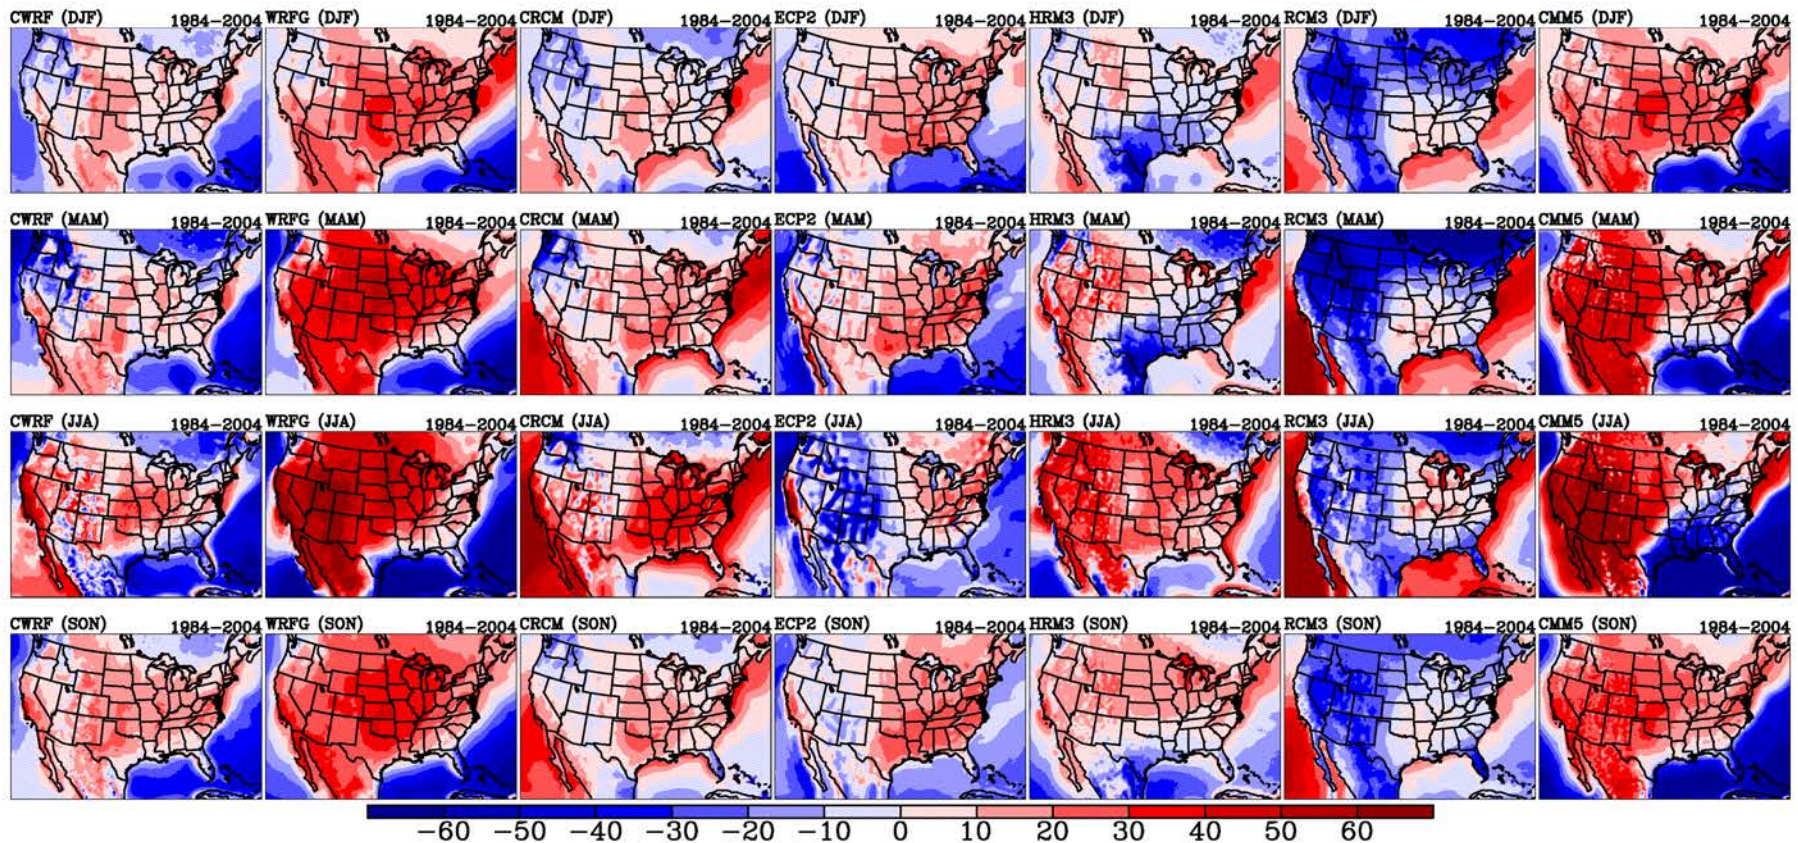 CWRF (DJF) 1984-2004 WRFG (DJF) 1984-2004 CRCM (DJF) 1984-2004 ECP2 (DJF) 1984-2004 HRM3 (DJF) 1984-2004 RCM3 (DJF) 1984-2004 CMM5 (DJF) 1984-2004
CWRF (MAM) 1984-2004 WRFG (MAM) 1984-2004 CRCM (MAM) 1984-2004 ECP2 (MAM) 1984-2004 HRM3 (MAM) 1984-2004 RCM3 (MAM) 1984-2004 CMM5 (MAM) 1984-2004
CWRF (JJA) 1984-2004 WRFG (JJA) 1984-2004 CRCM (JJA) 1984-2004 ECP2 (JJA) 1984-2004 HRM3 (JJA) 1984-2004 RCM3 (JJA) 1984-2004 CMM5 (JJA) 1984-2004
CWRF (SON) 1984-2004 WRFG (SON) 1984-2004 CRCM (SON) 1984-2004 ECP2 (SON) 1984-2004 HRM3 (SON) 1984-2004 RCM3 (SON) 1984-2004 CMM5 (SON) 1984-2004
-60 -50 -40 -30 -20 -10 0 10 20 30 40 50 60